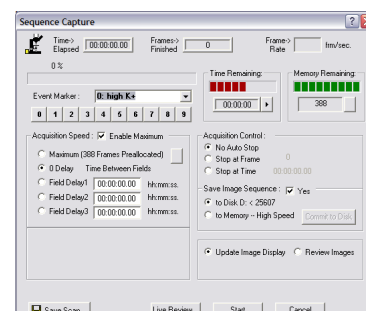 Sequence Capture
Time-> Elapsed 00:00:00.00 Frames-> Finished 0 Frame-> Rate frm/sec.
0 %
Time Remaining: Memory Remaining:
Event Marker : 0: high K+
00:00:00 388
0 1 2 3 4 5 6 7 8 9
Acquisition Speed : Enable Maximum
Maximum (388 Frames Preallocated)
0 Delay Time Between Fields
Field Delay1 00:00:00.00 hh:mm:ss.
Field Delay2 00:00:00.00 hh:mm:ss.
Field Delay3 00:00:00.00 hh:mm:ss.
Acquisition Control :
No Auto Stop
Stop at Frame 0
Stop at Time 00:00:00.00
Save Image Sequence : Yes
to Disk D: < 25607
to Memory -- High Speed Commit to Disk
Update Image Display Review Images
Save Scan Live Review Start Cancel